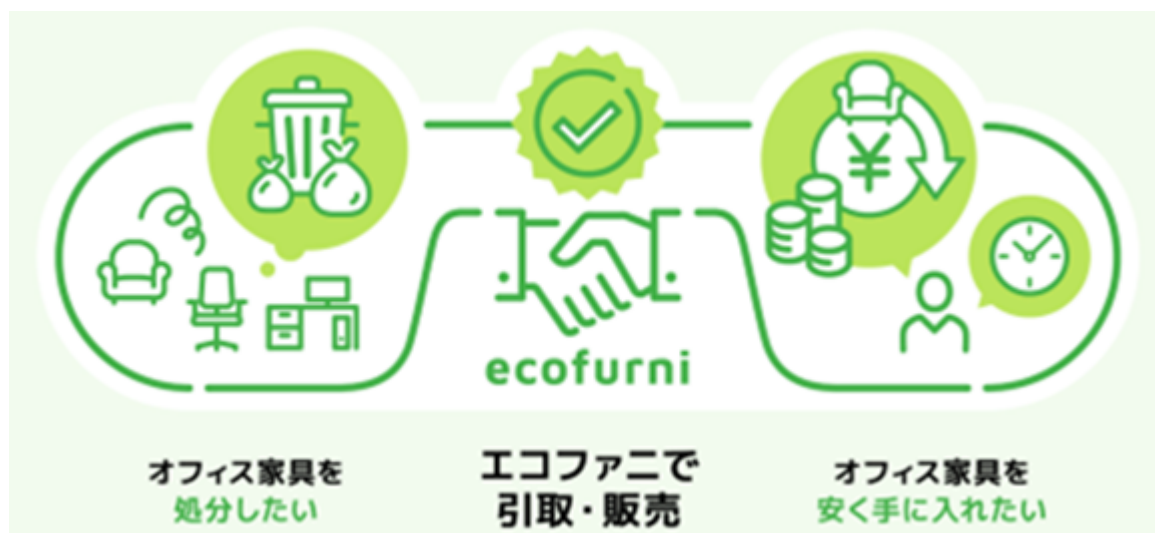 ecofurni
オフィス家具を
処分したい
エコファニで
引取・販売
オフィス家具を
安く手に入れたい